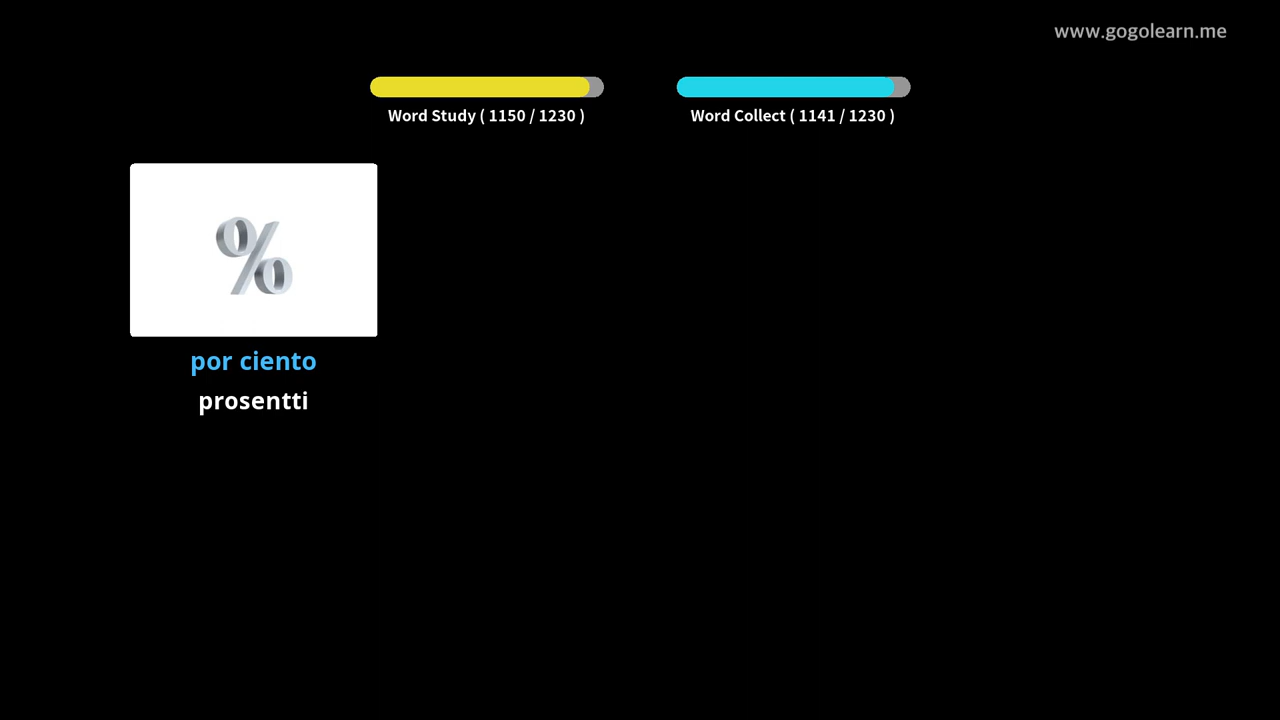 www.gogolearn.me
Word Study ( 1150 / 1230 )
Word Collect ( 1141 / 1230 )
%
por ciento
prosentti